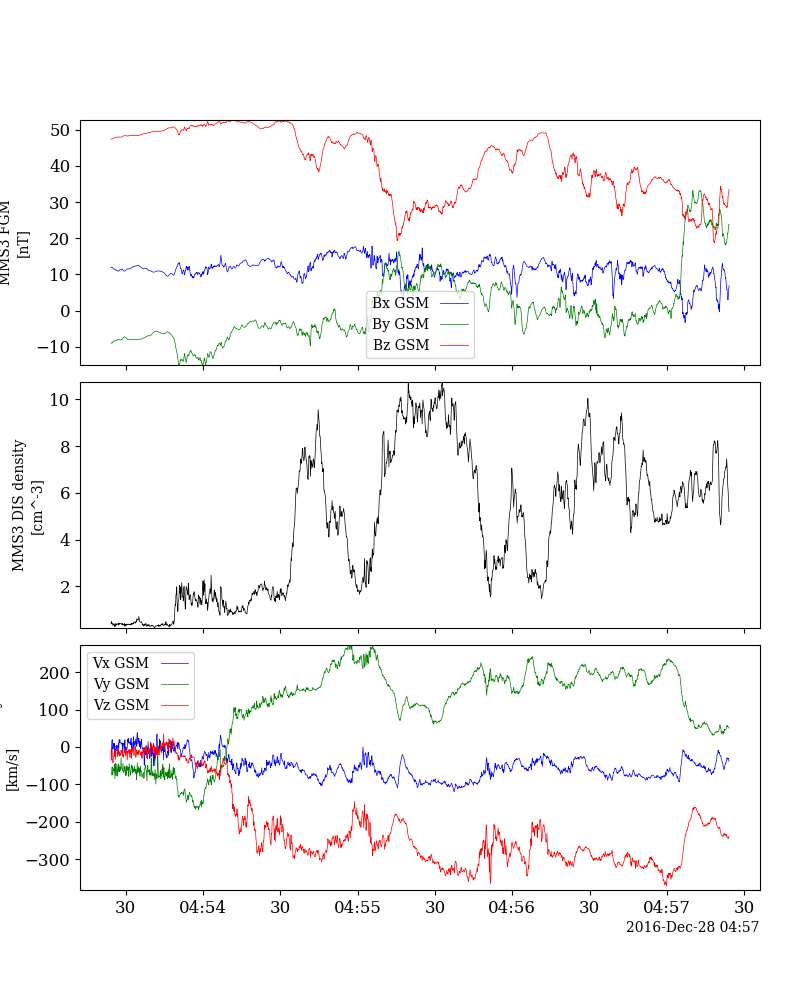 MMS3 FGM
[nT]
50
40
30
20
10
0
−10
Bx GSM
By GSM
Bz GSM
MMS3 DIS density
[cm^-3]
10
8
6
4
2
[km/s]
200
100
0
−100
−200
−300
Vx GSM
Vy GSM
Vz GSM
30 04:54 30 04:55 30 04:56 30 04:57 30
2016-Dec-28 04:57